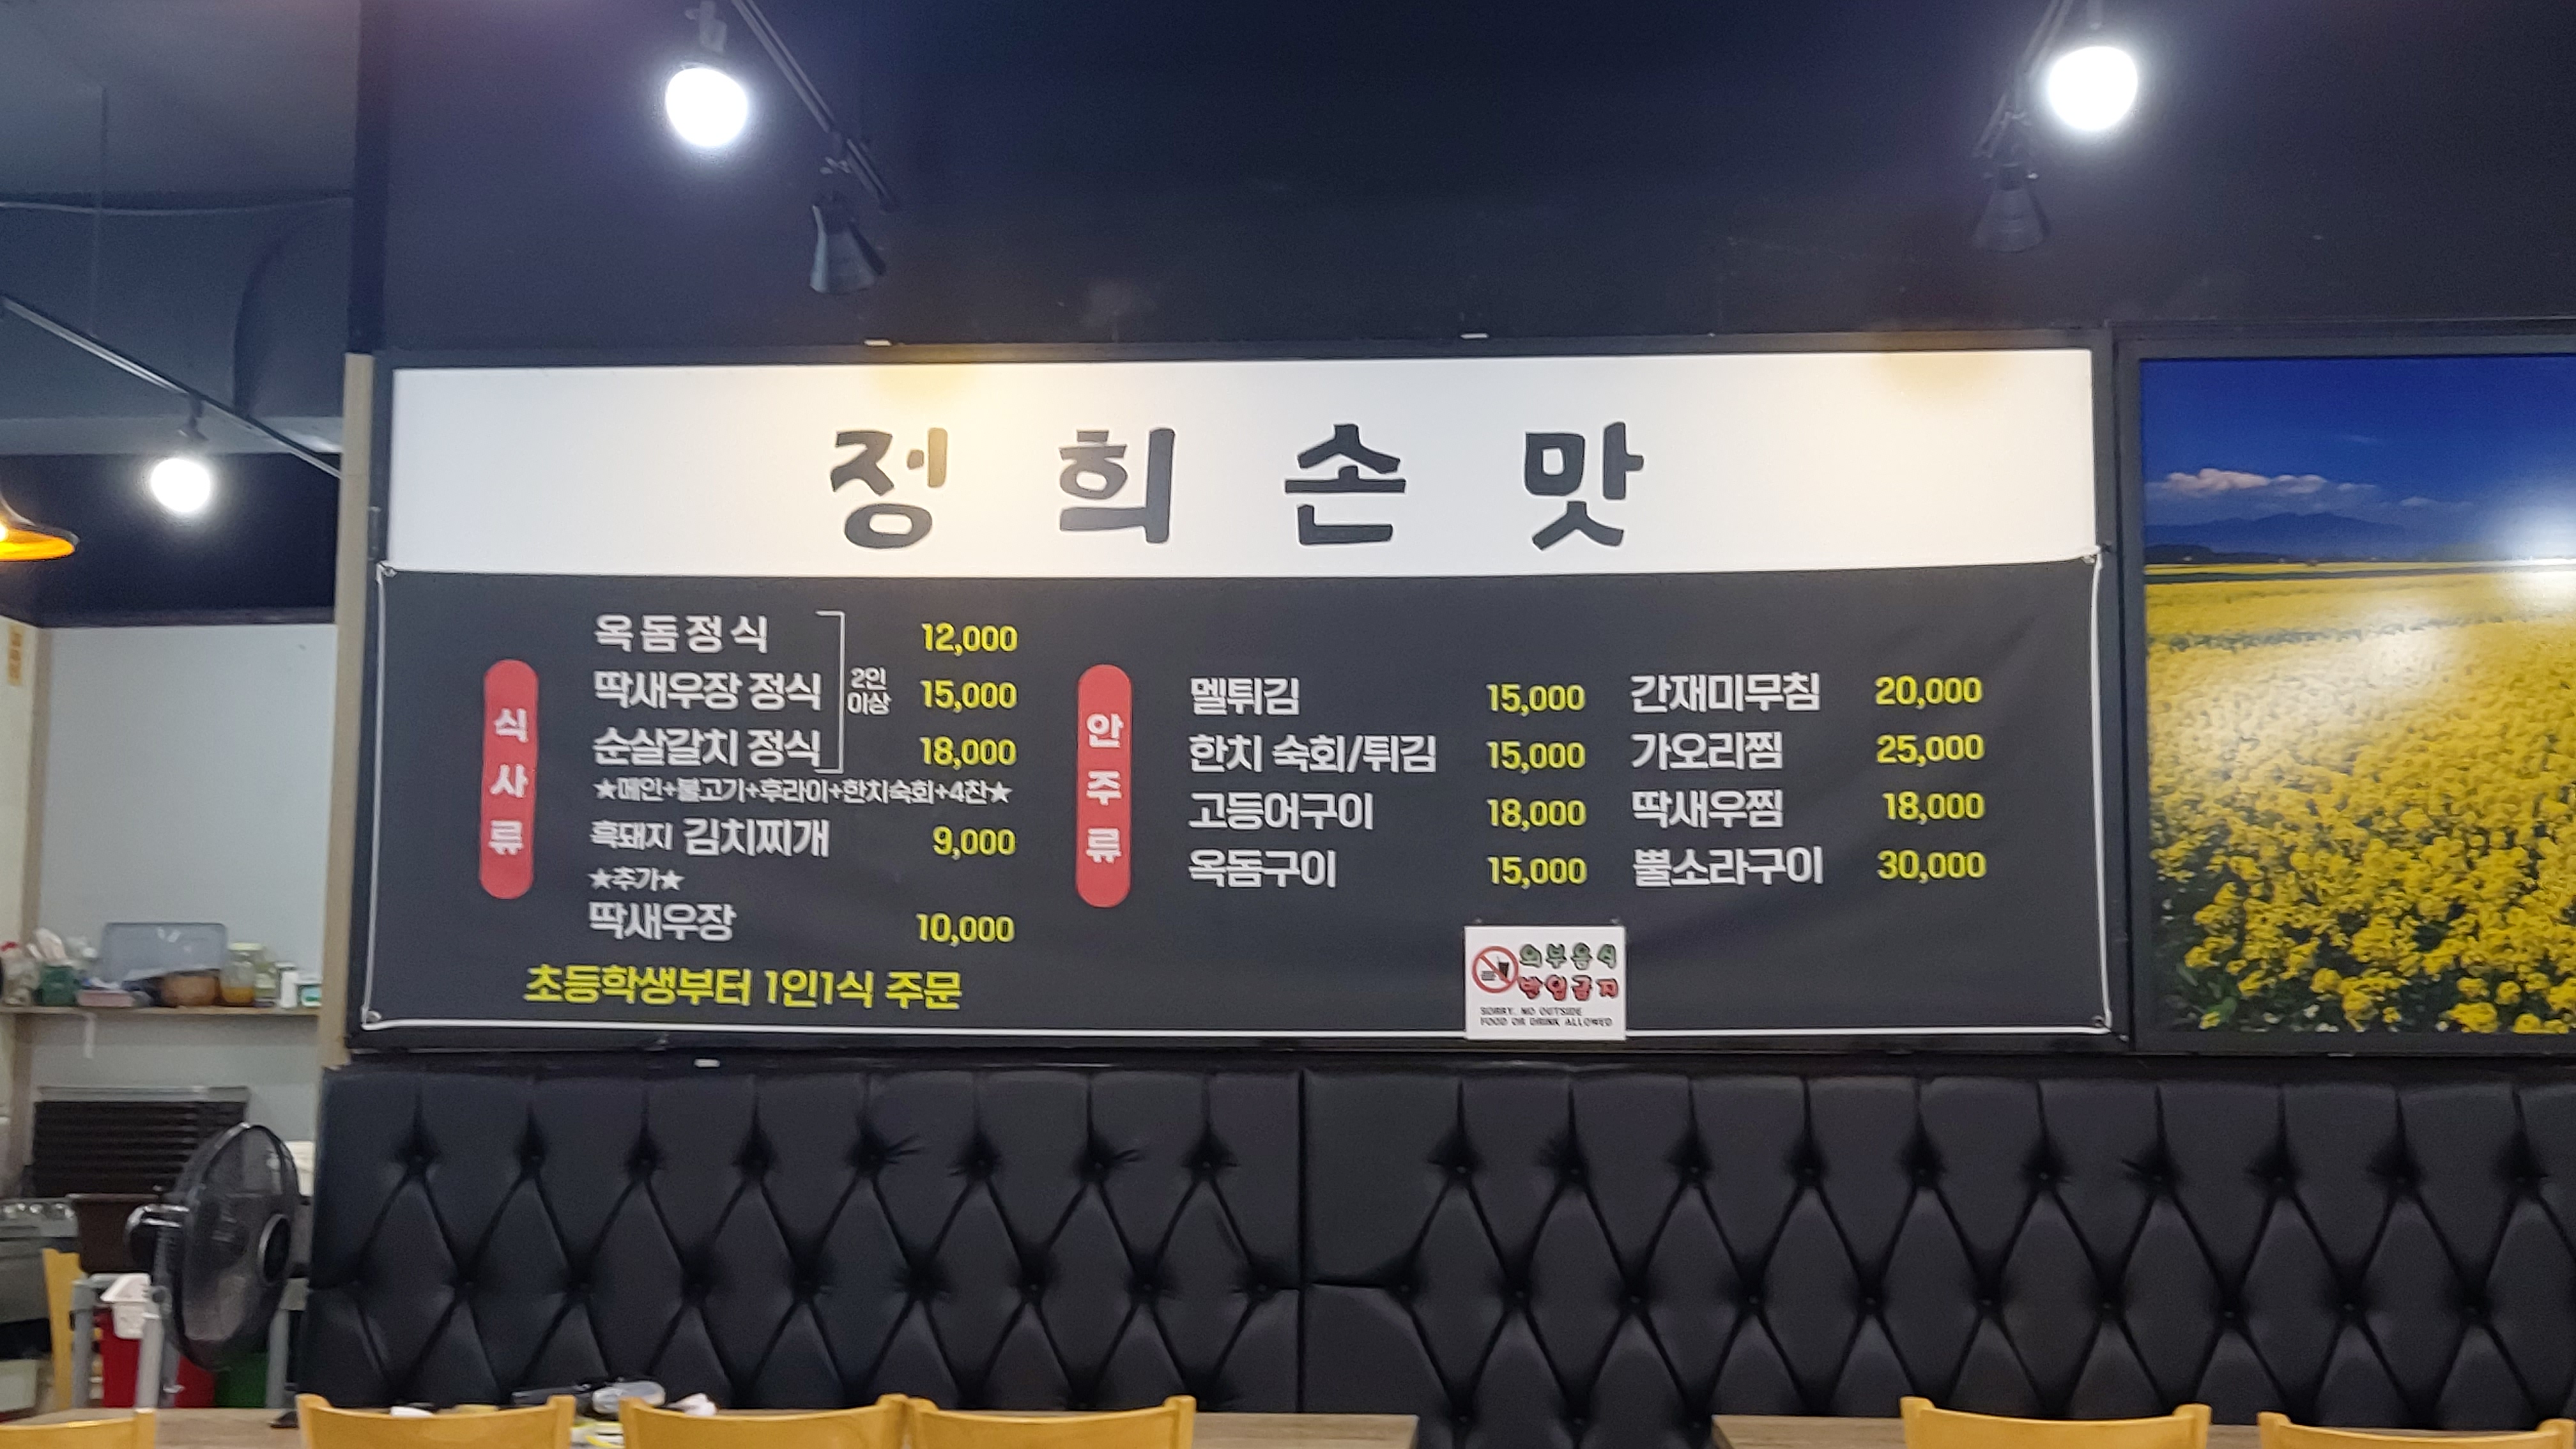 정희손맛
식사류
옥돔정식 12,000
딱새우장 정식 15,000
순살갈치 정식 18,000
2인
이상
★메인+불고기+후라이+한치숙회+4찬★
흑돼지 김치찌개 9,000
★추가★
딱새우장 10,000
초등학생부터 1인1식 주문
안주류
멜튀김 15,000
한치 숙회/튀김 15,000
고등어구이 18,000
옥돔구이 15,000
간재미무침 20,000
가오리찜 25,000
딱새우찜 18,000
뿔소라구이 30,000
외부음식
반입금지
SORRY, NO OUTSIDE
FOOD OR DRINK ALLOWED